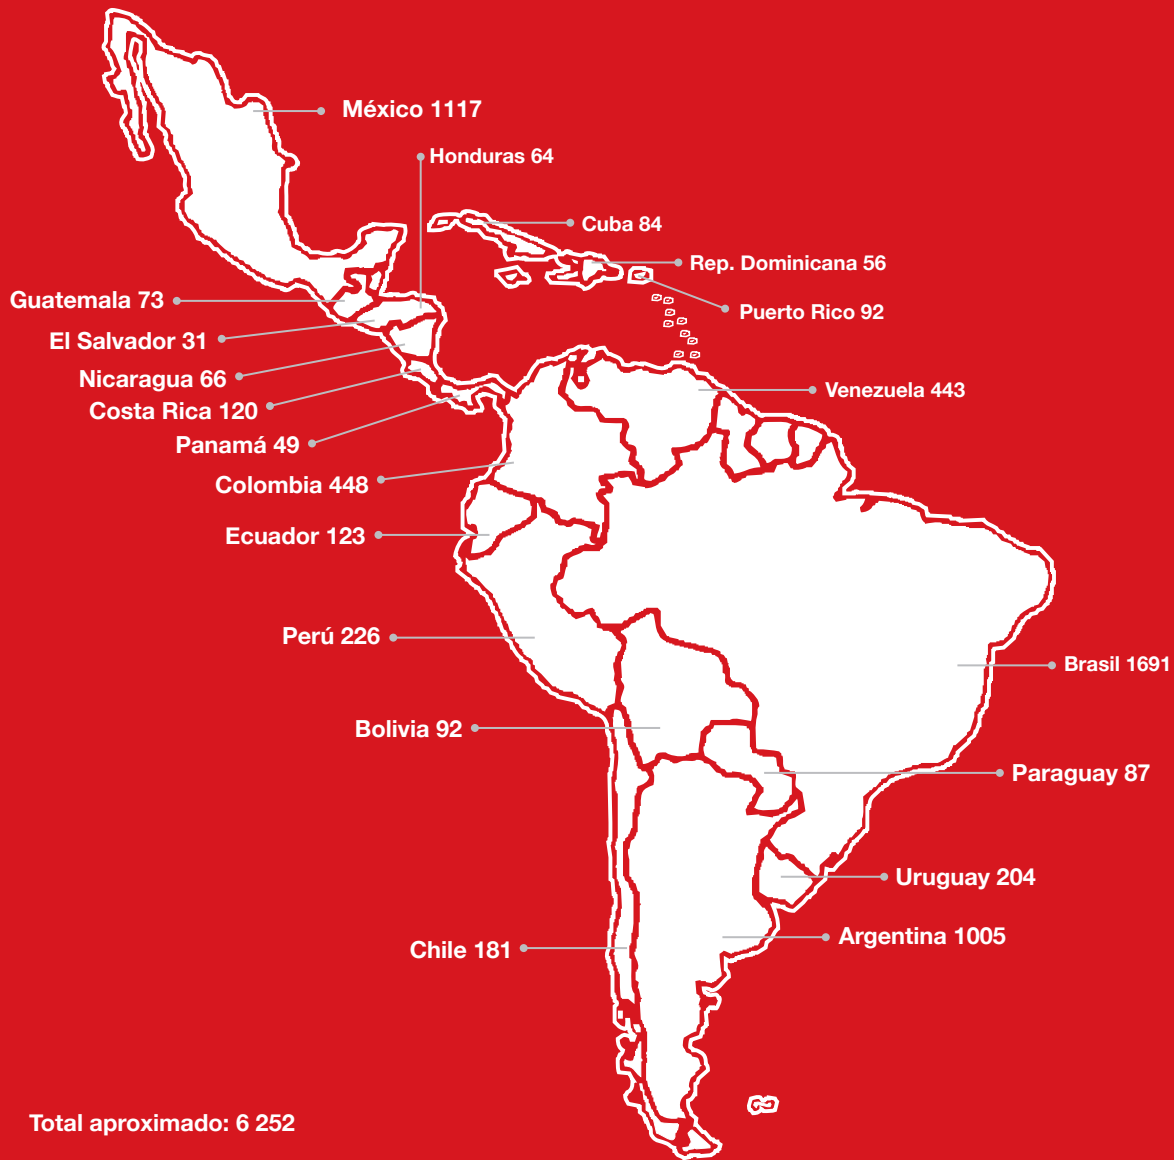 México 1117
Honduras 64
Cuba 84
Rep. Dominicana 56
Guatemala 73
Puerto Rico 92
El Salvador 31
Nicaragua 66
Venezuela 443
Costa Rica 120
Panamá 49
Colombia 448
Ecuador 123
Perú 226
Brasil 1691
Bolivia 92
Paraguay 87
Uruguay 204
Argentina 1005
Chile 181
Total aproximado: 6 252